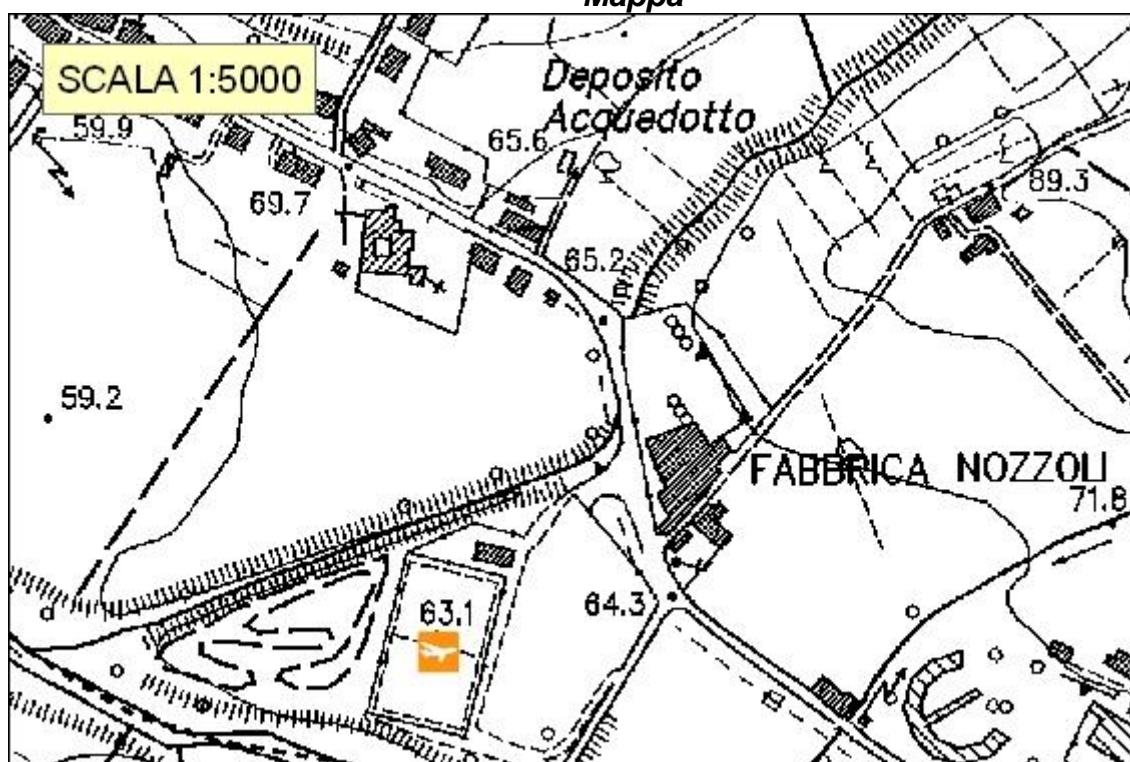 Mappa
SCALA 1:5000
Deposito
Acquedotto
59.9
65.6
69.7
89.3
65.2
59.2
FABBRICA NOZZOLI
71.8
63.1
64.3